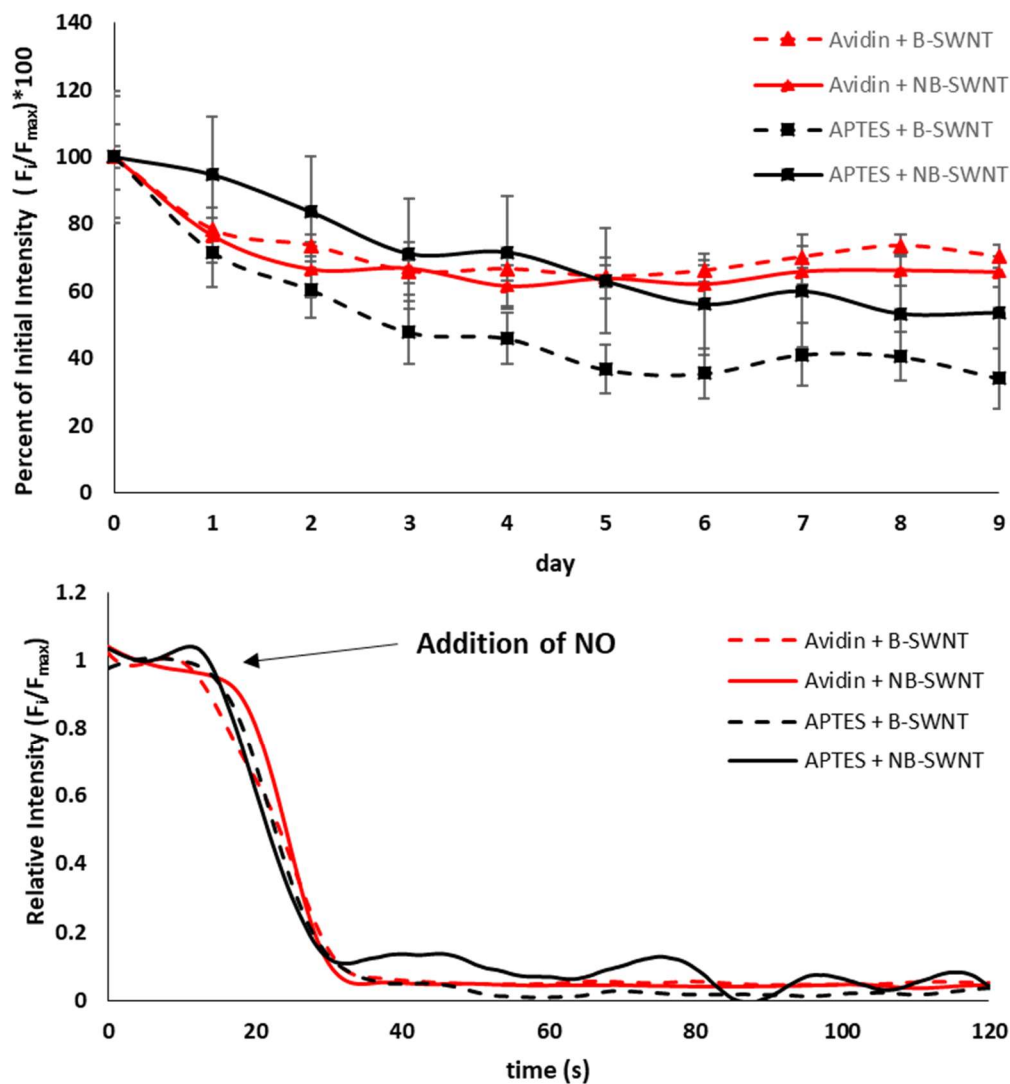 Percent of Initial Intensity ( Fi/Fmax)*100
140
120
100
80
60
40
20
0
0 1 2 3 4 5 6 7 8 9
day
Avidin + B-SWNT
Avidin + NB-SWNT
APTES + B-SWNT
APTES + NB-SWNT
Relative Intensity (Fi/Fmax)
1.2
1
0.8
0.6
0.4
0.2
0
0 20 40 60 80 100 120
time (s)
Addition of NO
Avidin + B-SWNT
Avidin + NB-SWNT
APTES + B-SWNT
APTES + NB-SWNT